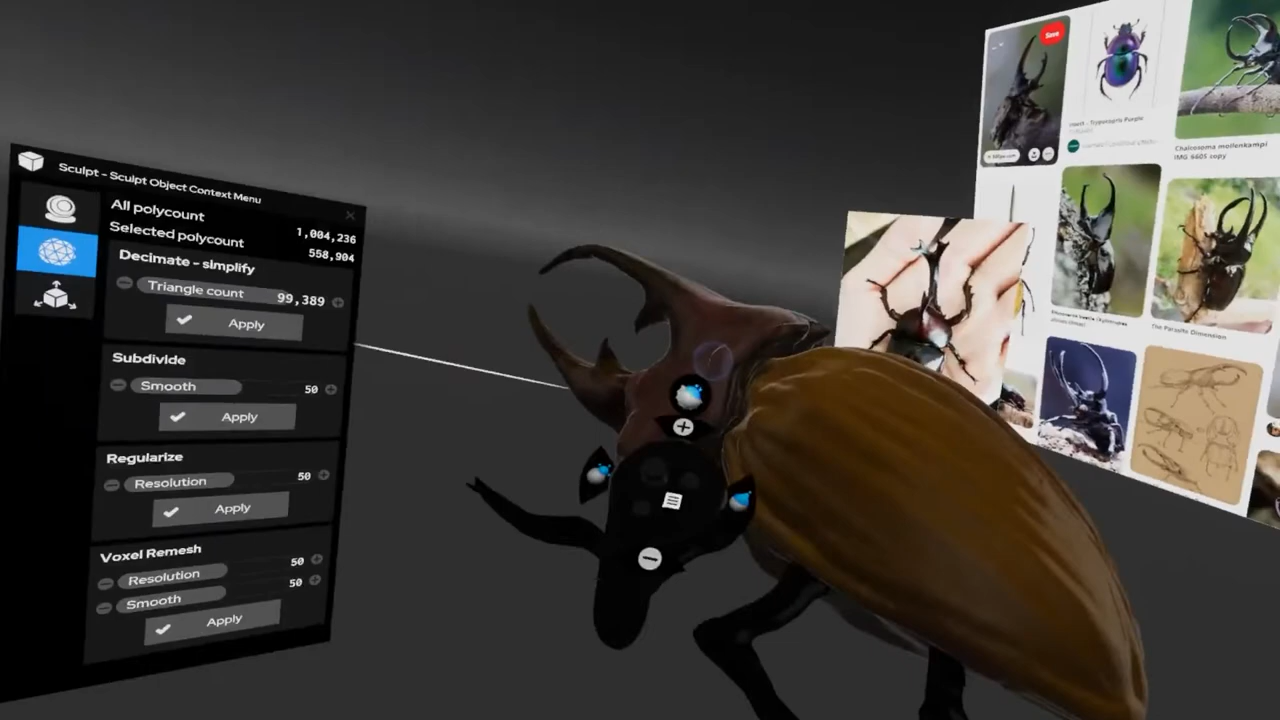 Sculpt - Sculpt Object Context Menu
All polycount 1,004,236
Selected polycount 558,904
Decimate - simplify
Triangle count 99,389
Apply
Subdivide
Smooth 50
Apply
Regularize
Resolution 50
Apply
Voxel Remesh
Resolution 50
Smooth 50
Apply
Save
Chalcosoma mollenkampi
IMG 6605 copy
The Parasite Dimension